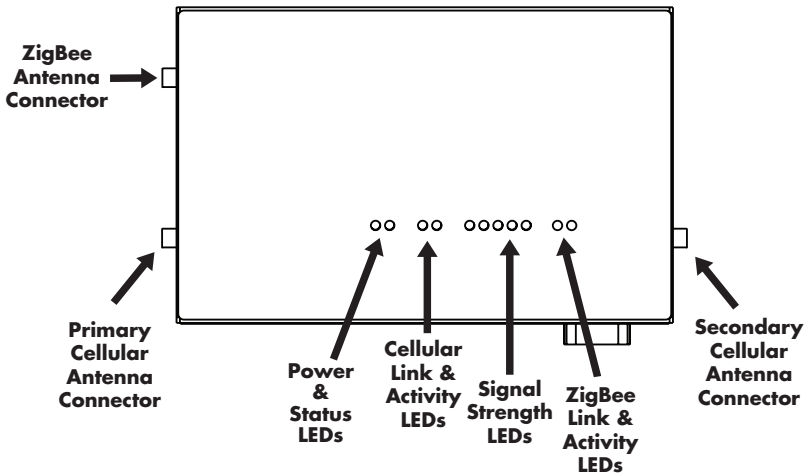 ZigBee
Antenna
Connector
Primary
Cellular
Antenna
Connector
Power
&
Status
LEDs
Cellular
Link &
Activity
LEDs
Signal
Strength
LEDs
ZigBee
Link &
Activity
LEDs
Secondary
Cellular
Antenna
Connector